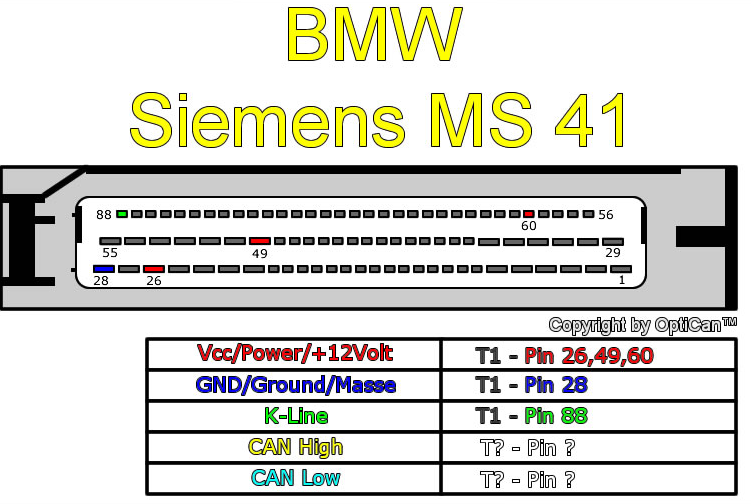 BMW
Siemens MS 41
88 56
60
55 49 29
28 26 1
Copyright by OptiCan™
Vcc/Power/+12Volt T1 - Pin 26,49,60
GND/Ground/Masse T1 - Pin 28
K-Line T1 - Pin 88
CAN High T? - Pin ?
CAN Low T? - Pin ?